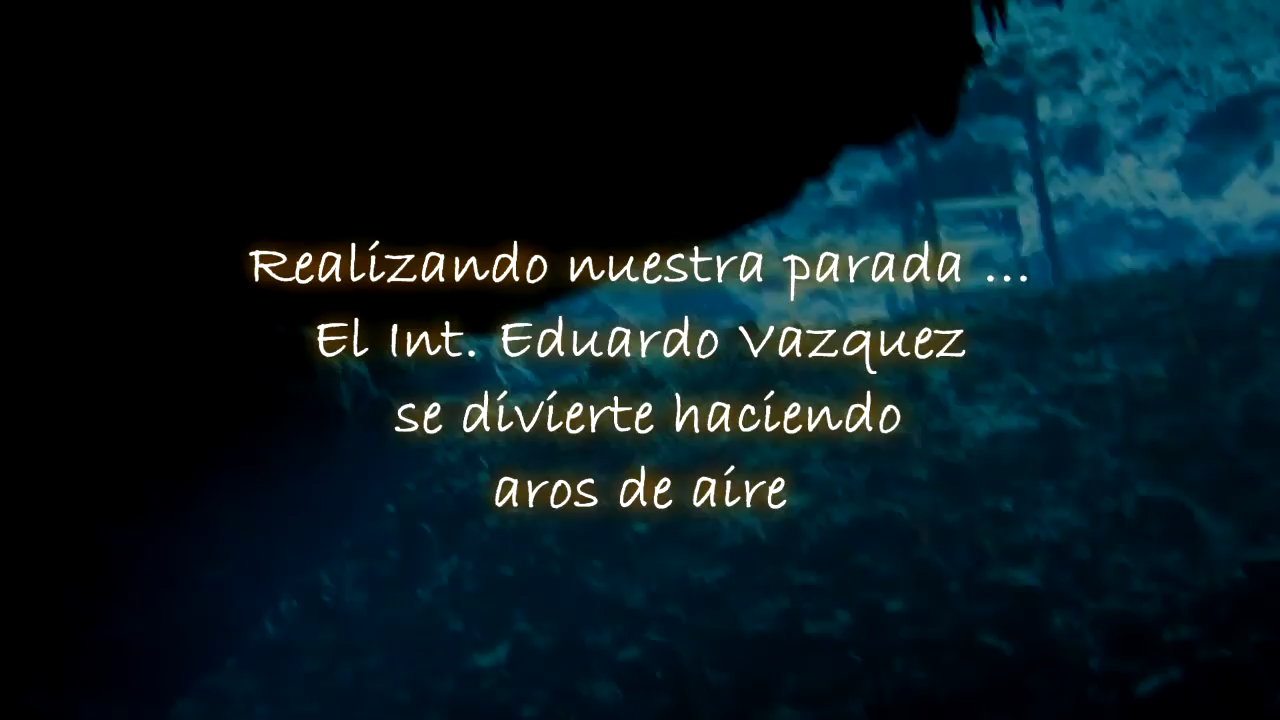 Realizando nuestra parada ...
El Int. Eduardo Vazquez
se divierte haciendo
aros de aire